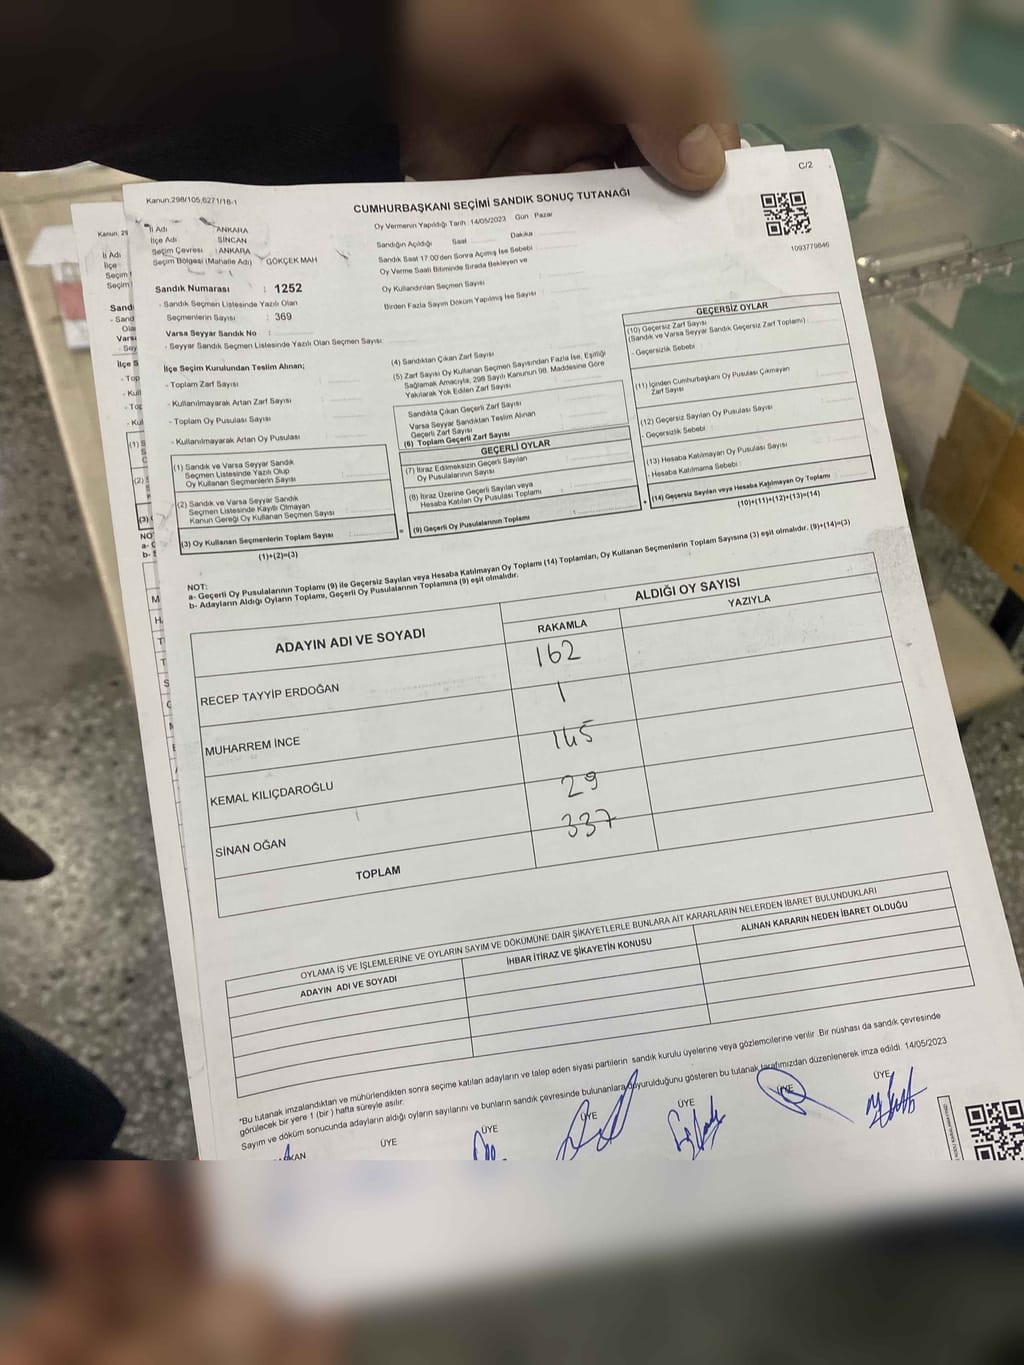 C/2
Kanun.298/105,6271/18-1
CUMHURBAŞKANI SEÇİMİ SANDIK SONUÇ TUTANAĞI
1093779846
İl Adı : ANKARA
İlçe Adı : SİNCAN
Seçim Çevresi : ANKARA
Seçim Bölgesi (Mahalle Adı) : GÖKÇEK MAH
Sandık Numarası : 1252
- Sandık Seçmen Listesinde Yazılı Olan
Seçmenlerin Sayısı : 369
Varsa Seyyar Sandık No :
- Seyyar Sandık Seçmen Listesinde Yazılı Olan Seçmen Sayısı:
Oy Vermenin Yapıldığı Tarih : 14/05/2023 Gün : Pazar
Sandığın Açıldığı Saat Dakika
Sandık Saat 17:00'den Sonra Açımış İse Sebebi
Oy Verme Saati Bitiminde Sırada Bekleyen ve
Oy Kullandırılan Seçmen Sayısı
Birden Fazla Sayım Döküm Yapılmış İse Sayısı
İlçe Seçim Kurulundan Teslim Alınan;
- Toplam Zarf Sayısı
- Kullanılmayarak Artan Zarf Sayısı
- Toplam Oy Pusulası Sayısı
- Kullanılmayarak Artan Oy Pusulası
(1) Sandık ve Varsa Seyyar Sandık
Seçmen Listesinde Yazılı Olup
Oy Kullanan Seçmenlerin Sayısı
(2) Sandık ve Varsa Seyyar Sandık
Seçmen Listesinde Kayıtlı Olmayan
Kanun Gereği Oy Kullanan Seçmen Sayısı
(3) Oy Kullanan Seçmenlerin Toplam Sayısı
(1)+(2)=(3)
(4) Sandıktan Çıkan Zarf Sayısı
(5) Zarf Sayısı Oy Kullanan Seçmen Sayısından Fazla İse, Eşitliği
Sağlamak Amacıyla, 298 Sayılı Kanunun 98. Maddesine Göre
Yakılarak Yok Edilen Zarf Sayısı
Sandıkta Çıkan Geçerli Zarf Sayısı
Varsa Seyyar Sandıktan Teslim Alınan
Geçerli Zarf Sayısı
(6) Toplam Geçerli Zarf Sayısı
GEÇERLİ OYLAR
(7) İtiraz Edilmeksizin Geçerli Sayılan
Oy Pusulalarının Sayısı
(8) İtiraz Üzerine Geçerli Sayılan veya
Hesaba Katılan Oy Pusulası Toplamı
(9) Geçerli Oy Pusulalarının Toplamı
GEÇERSİZ OYLAR
(10) Geçersiz Zarf Sayısı
(Sandık ve Varsa Seyyar Sandık Geçersiz Zarf Toplamı)
- Geçersizlik Sebebi
(11) İçinden Cumhurbaşkanı Oy Pusulası Çıkmayan
Zarf Sayısı
(12) Geçersiz Sayılan Oy Pusulası Sayısı
- Geçersizlik Sebebi
(13) Hesaba Katılmayan Oy Pusulası Sayısı
- Hesaba Katılmama Sebebi
(14) Geçersiz Sayılan veya Hesaba Katılmayan Oy Toplamı
(10)+(11)+(12)+(13)=(14)
NOT:
a- Geçerli Oy Pusulalarının Toplamı (9) ile Geçersiz Sayılan veya Hesaba Katılmayan Oy Toplamı (14) Toplamları, Oy Kullanan Seçmenlerin Toplam Sayısına (3) eşit olmalıdır. (9)+(14)=(3)
b- Adayların Aldığı Oyların Toplamı, Geçerli Oy Pusulalarının Toplamına (9) eşit olmalıdır.
ADAYIN ADI VE SOYADI
ALDIĞI OY SAYISI
RAKAMLA YAZIYLA
RECEP TAYYİP ERDOĞAN 162
MUHARREM İNCE 1
KEMAL KILIÇDAROĞLU 145
SİNAN OĞAN 29
TOPLAM 337
OYLAMA İŞ VE İŞLEMLERİNE VE OYLARIN SAYIM VE DÖKÜMÜNE DAİR ŞİKAYETLERLE BUNLARA AİT KARARLARIN NELERDEN İBARET BULUNDUKLARI
ADAYIN ADI VE SOYADI
İHBAR İTİRAZ VE ŞİKAYETİN KONUSU
ALINAN KARARIN NEDEN İBARET OLDUĞU
"Bu tutanak imzalandıktan ve mühürlendikten sonra seçime katılan adayların ve talep eden siyasi partilerin sandık kurulu üyelerine veya gözlemcilerine verilir. Bir nüshası da sandık çevresinde
görülecek bir yere 1 (bir) hafta süreyle asılır.
Sayım ve döküm sonucunda adayların aldığı oyların sayılarını ve bunların sandık çevresinde bulunanlara duyurulduğunu gösteren bu tutanak tarafımızdan düzenlenerek imza edildi. 14/05/2023
ÜYE
ÜYE
ÜYE
ÜYE
ÜYE
ÜYE